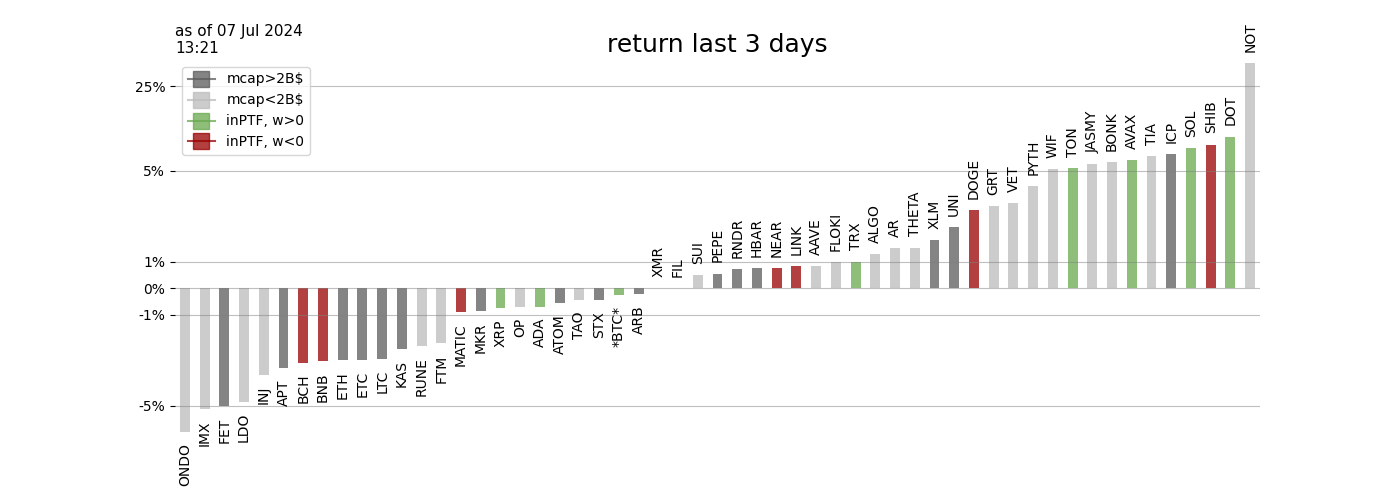 as of 07 Jul 2024
13:21
return last 3 days
mcap>2B$
mcap<2B$
inPTF, w>0
inPTF, w<0
25%
5%
1%
0%
-1%
-5%
ONDO
IMX
FET
LDO
INJ
APT
BCH
BNB
ETH
ETC
LTC
KAS
RUNE
FTM
MATIC
MKR
XRP
OP
ADA
ATOM
TAO
STX
*BTC*
ARB
XMR
FIL
SUI
PEPE
RNDR
HBAR
NEAR
LINK
AAVE
FLOKI
TRX
ALGO
AR
THETA
XLM
UNI
DOGE
GRT
VET
PYTH
WIF
TON
JASMY
BONK
AVAX
TIA
ICP
SOL
SHIB
DOT
NOT